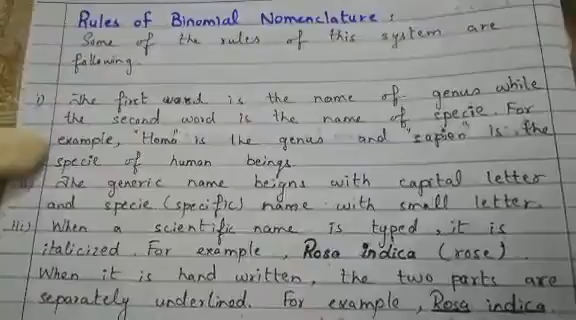 Rules of Binomial Nomenclature:
Some of the rules of this system are
following.
i) The first word is the name of genus while
the second word is the name of specie. For
example, "Homo" is the genus and "sapien" is the
specie of human beings.
The generic name beigns with capital letter
and specie (specific) name with small letter.
iii) When a scientific name is typed, it is
italicized. For example, Rosa indica (rose).
When it is hand written, the two parts are
separately underlined. For example, Rosa indica.